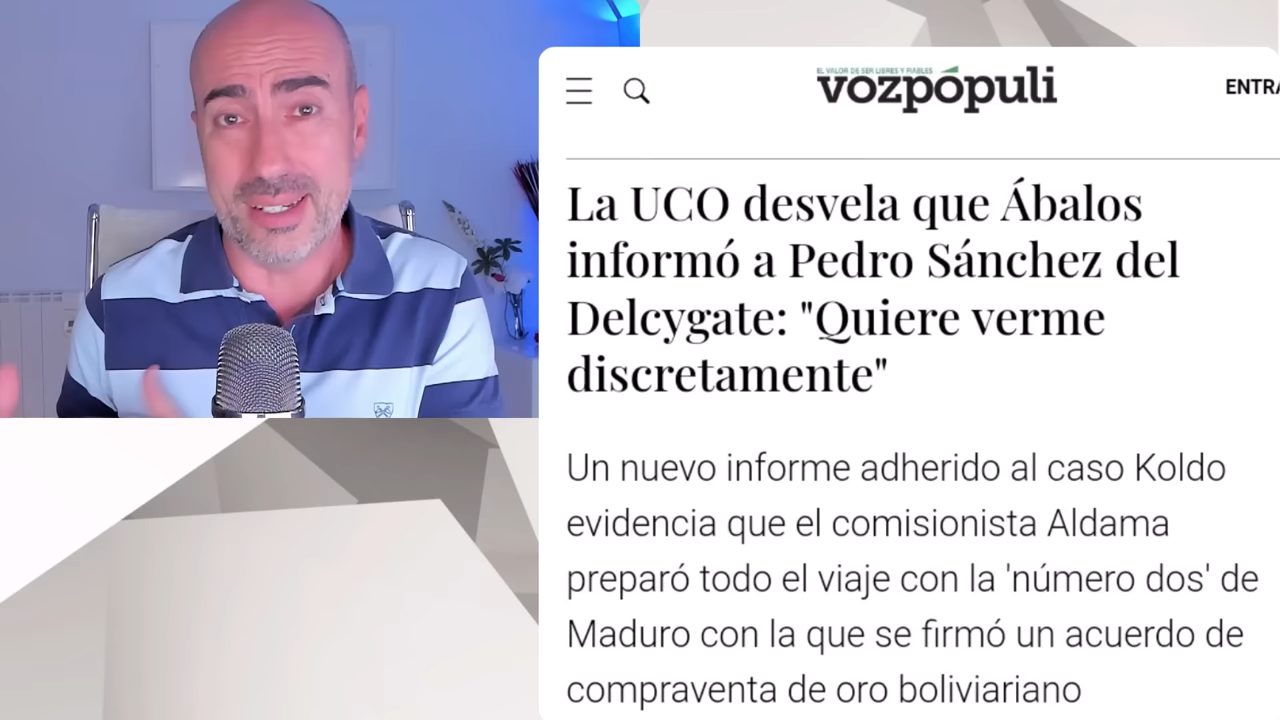 EL VALOR DE SER LIBRES Y FIABLES
vozpópuli
ENTRA
La UCO desvela que Ábalos
informó a Pedro Sánchez del
Delcygate: "Quiere verme
discretamente"
Un nuevo informe adherido al caso Koldo
evidencia que el comisionista Aldama
preparó todo el viaje con la 'número dos' de
Maduro con la que se firmó un acuerdo de
compraventa de oro boliviariano